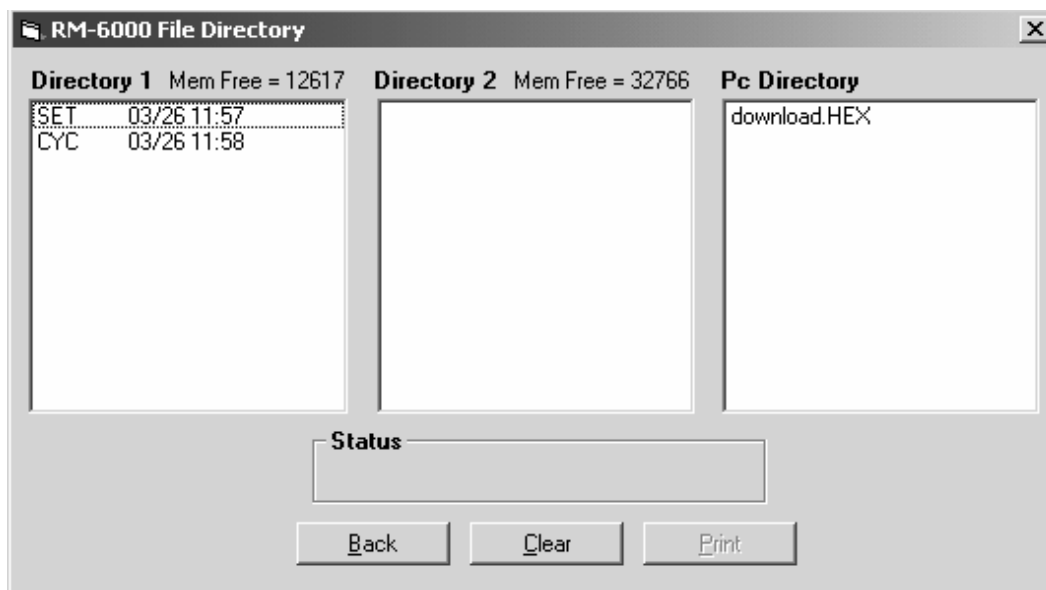 RM-6000 File Directory
Directory 1 Mem Free = 12617
SET 03/26 11:57
CYC 03/26 11:58
Directory 2 Mem Free = 32766
Pc Directory
download.HEX
Status
Back
Clear
Print